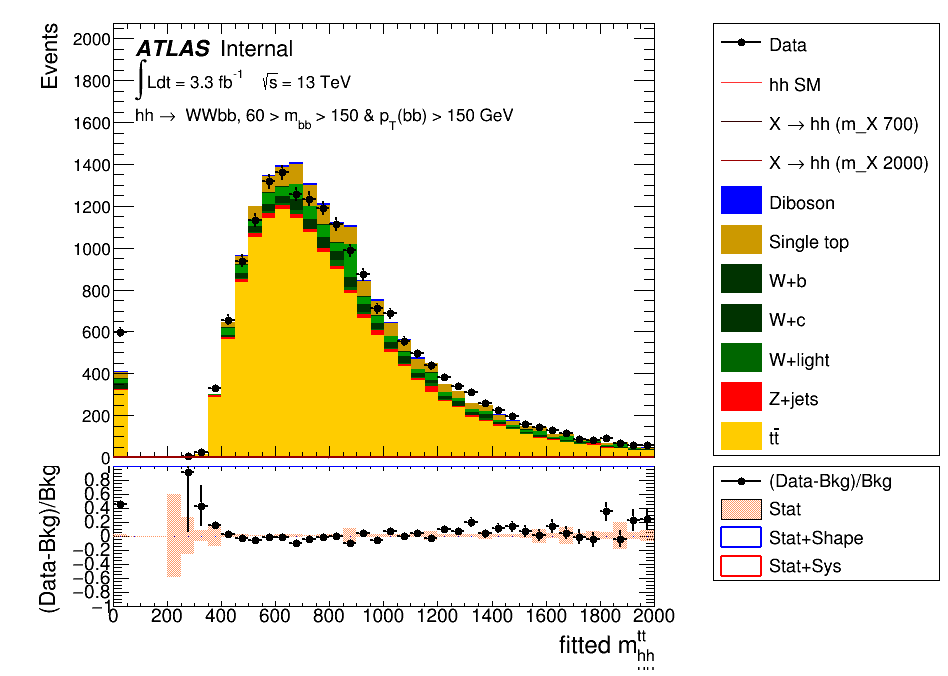 Events
2000
1800
1600
1400
1200
1000
800
600
400
200
0
ATLAS Internal
∫Ldt = 3.3 fb⁻¹ √s = 13 TeV
hh → WWbb, 60 > m_bb > 150 & p_T(bb) > 150 GeV
(Data-Bkg)/Bkg
0.8
0.6
0.4
0.2
0
−0.2
−0.4
−0.6
−0.8
−1
0 200 400 600 800 1000 1200 1400 1600 1800 2000
fitted m^tt_hh
Data
hh SM
X → hh (m_X 700)
X → hh (m_X 2000)
Diboson
Single top
W+b
W+c
W+light
Z+jets
tt̄
(Data-Bkg)/Bkg
Stat
Stat+Shape
Stat+Sys